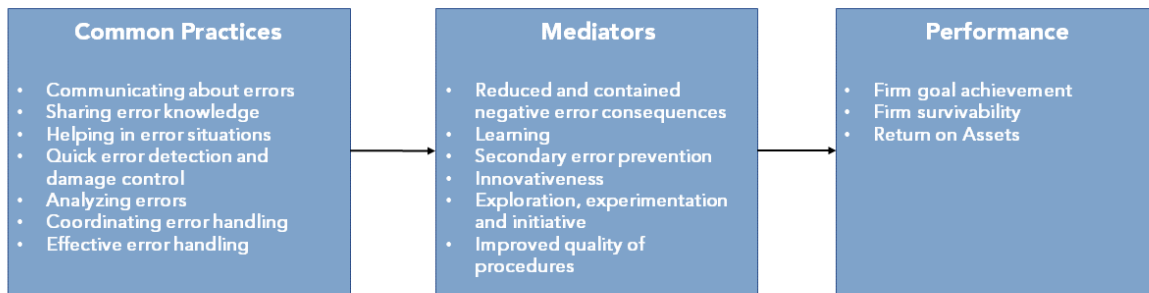 Common Practices
• Communicating about errors
• Sharing error knowledge
• Helping in error situations
• Quick error detection and
damage control
• Analyzing errors
• Coordinating error handling
• Effective error handling
Mediators
• Reduced and contained
negative error consequences
• Learning
• Secondary error prevention
• Innovativeness
• Exploration, experimentation
and initiative
• Improved quality of
procedures
Performance
• Firm goal achievement
• Firm survivability
• Return on Assets